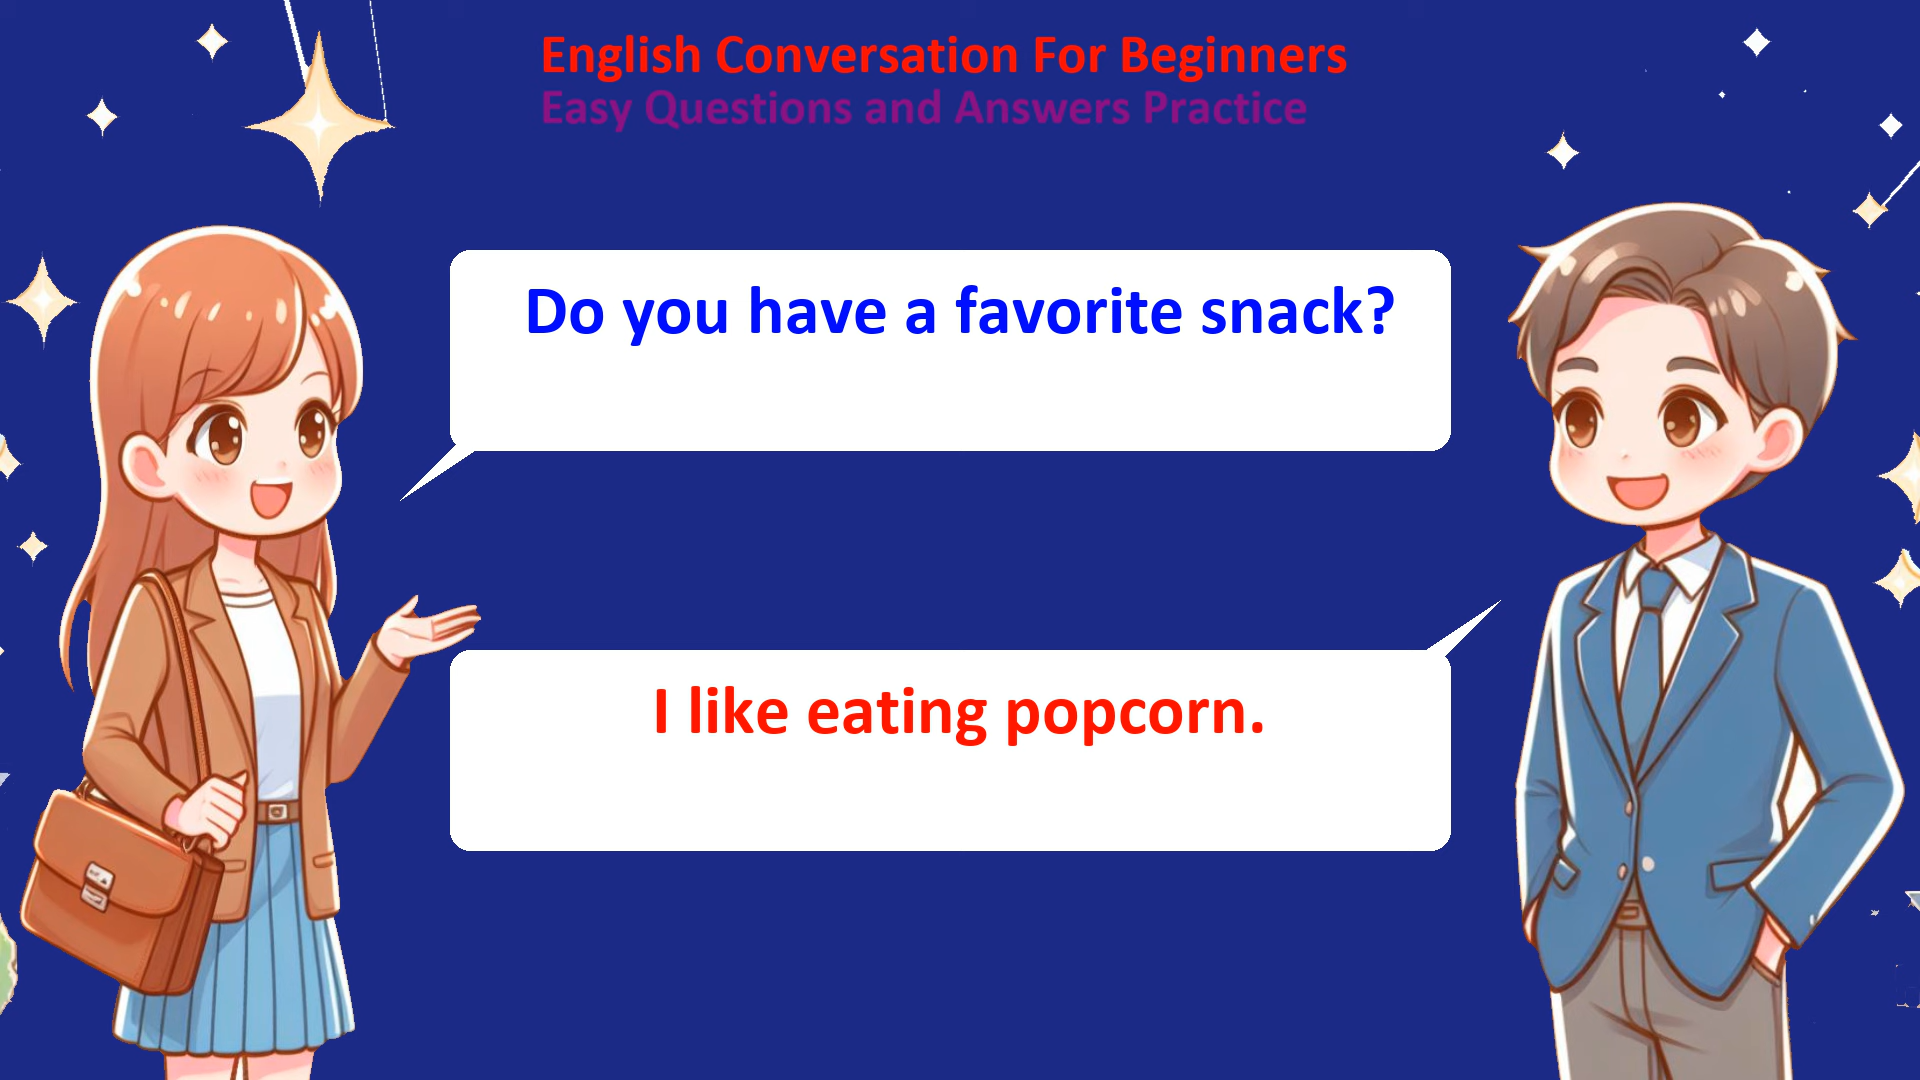 English Conversation For Beginners
Easy Questions and Answers Practice
Do you have a favorite snack?
I like eating popcorn.